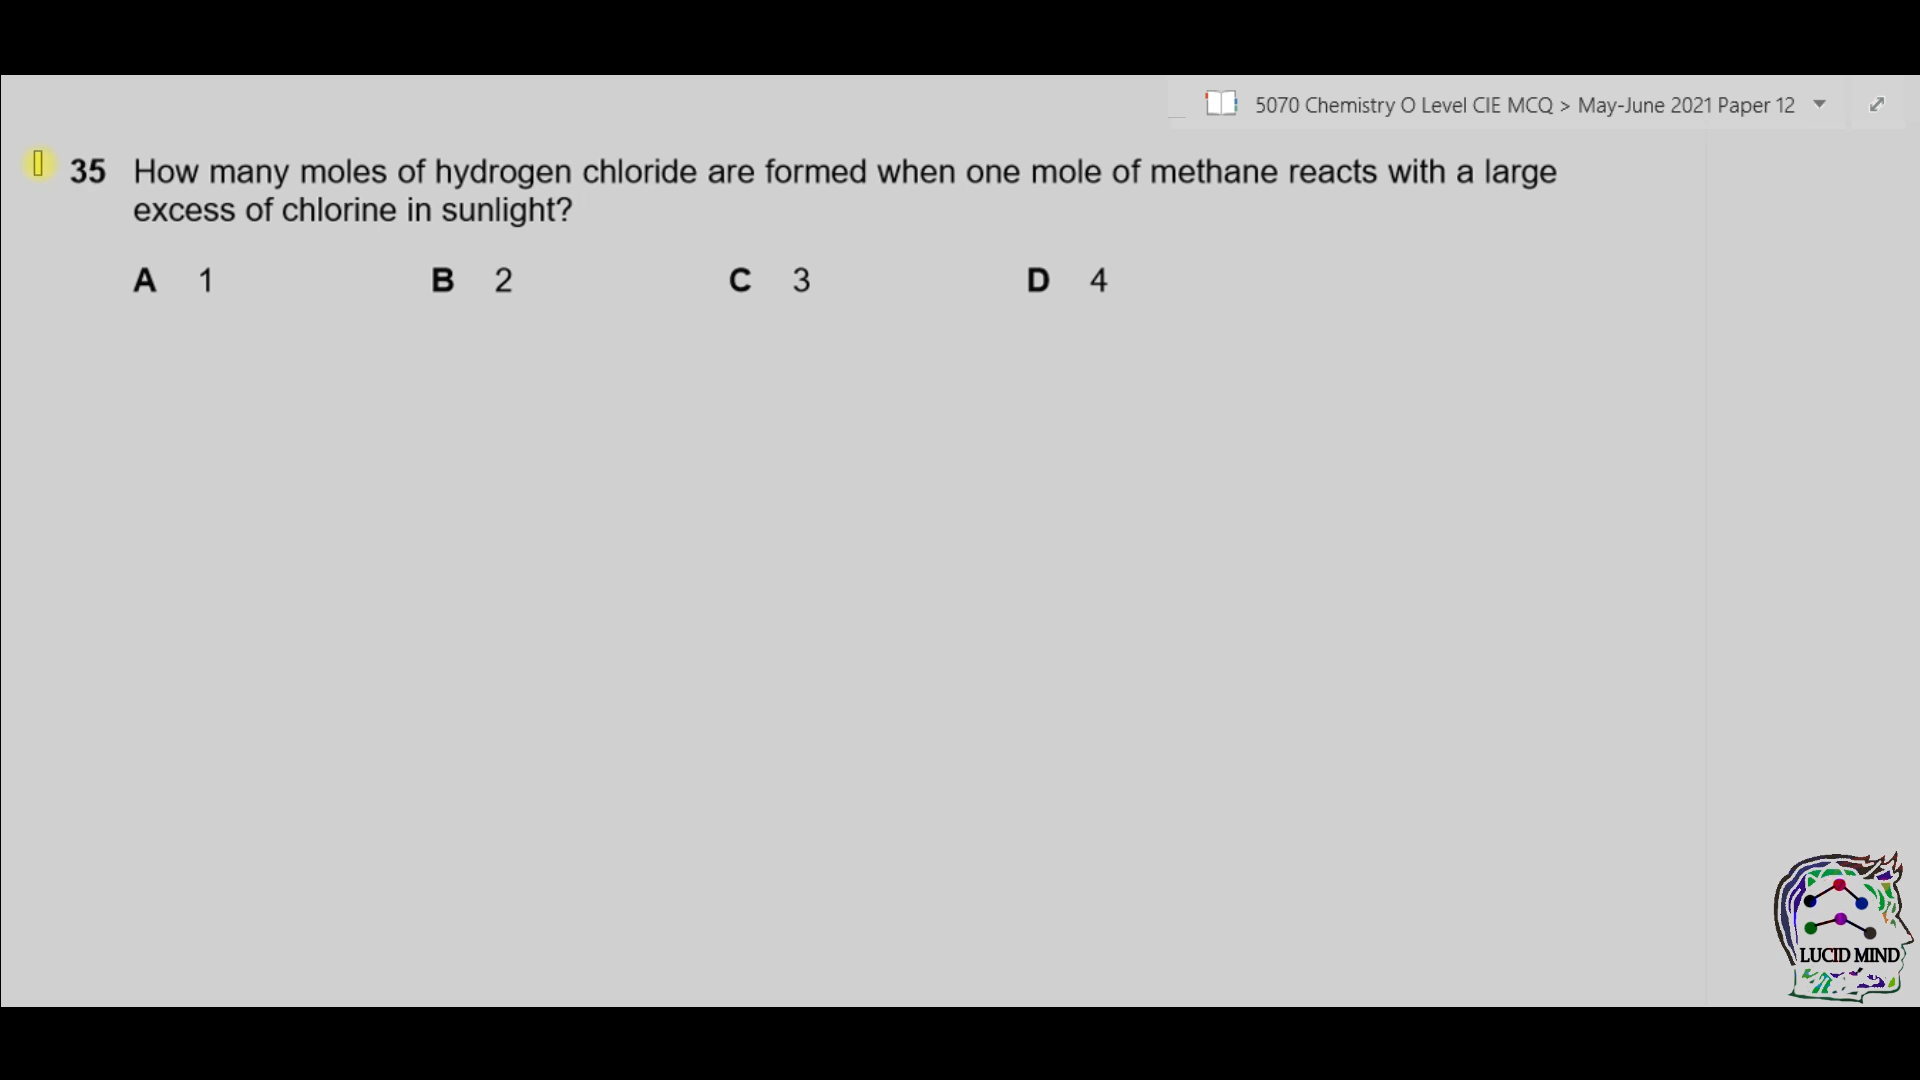 5070 Chemistry O Level CIE MCQ > May-June 2021 Paper 12
35 How many moles of hydrogen chloride are formed when one mole of methane reacts with a large
excess of chlorine in sunlight?
A 1 B 2 C 3 D 4
LUCID MIND